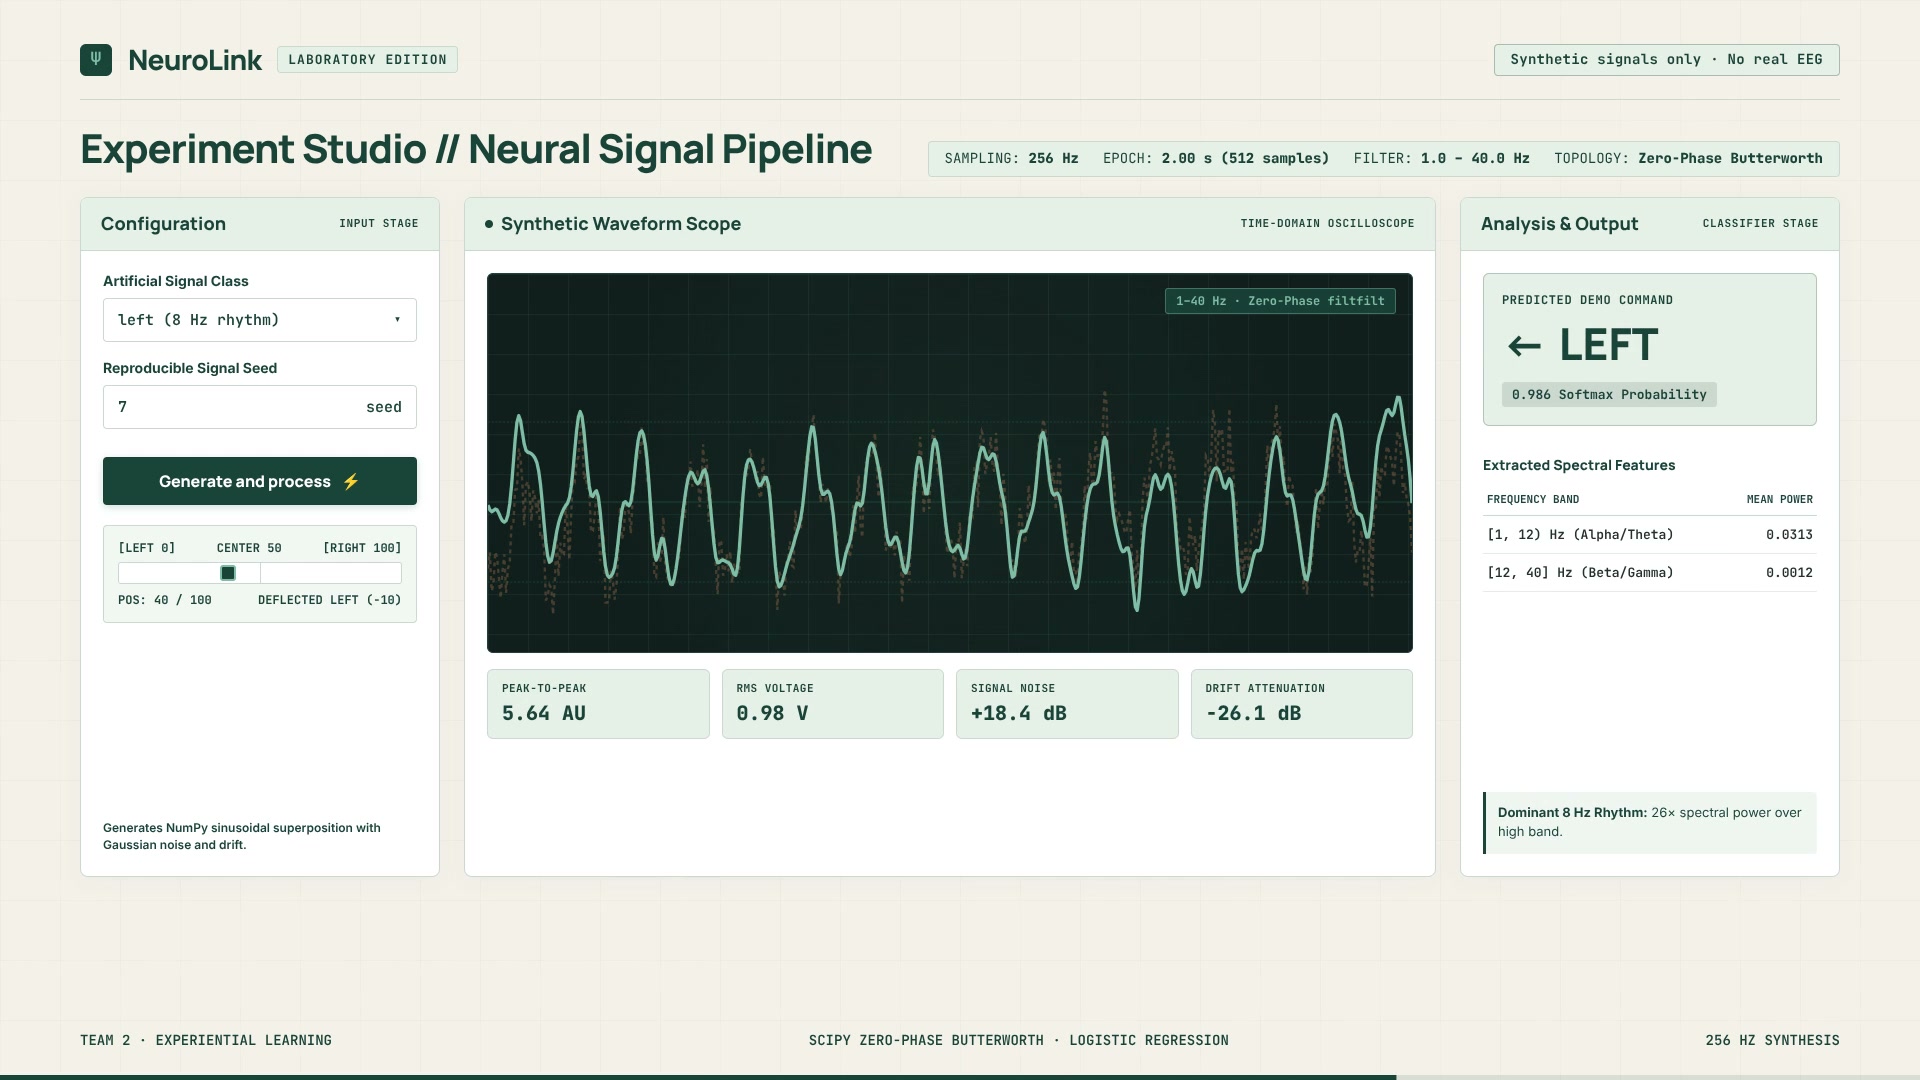 ψ NeuroLink LABORATORY EDITION
Synthetic signals only · No real EEG
Experiment Studio // Neural Signal Pipeline
SAMPLING: 256 Hz EPOCH: 2.00 s (512 samples) FILTER: 1.0 – 40.0 Hz TOPOLOGY: Zero-Phase Butterworth
Configuration INPUT STAGE
Artificial Signal Class
left (8 Hz rhythm) ▾
Reproducible Signal Seed
7 seed
Generate and process ⚡
[LEFT 0] CENTER 50 [RIGHT 100]
POS: 40 / 100 DEFLECTED LEFT (-10)
Generates NumPy sinusoidal superposition with
Gaussian noise and drift.
Synthetic Waveform Scope TIME-DOMAIN OSCILLOSCOPE
1–40 Hz · Zero-Phase filtfilt
PEAK-TO-PEAK
5.64 AU
RMS VOLTAGE
0.98 V
SIGNAL NOISE
+18.4 dB
DRIFT ATTENUATION
-26.1 dB
Analysis & Output CLASSIFIER STAGE
PREDICTED DEMO COMMAND
← LEFT
0.986 Softmax Probability
Extracted Spectral Features
FREQUENCY BAND MEAN POWER
[1, 12) Hz (Alpha/Theta) 0.0313
[12, 40] Hz (Beta/Gamma) 0.0012
Dominant 8 Hz Rhythm: 26× spectral power over
high band.
TEAM 2 · EXPERIENTIAL LEARNING
SCIPY ZERO-PHASE BUTTERWORTH · LOGISTIC REGRESSION
256 HZ SYNTHESIS